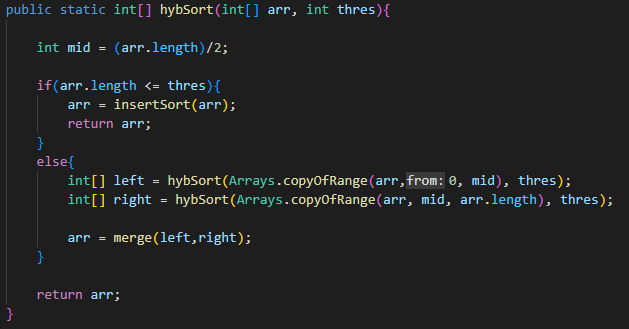 public static int[] hybSort(int[] arr, int thres){
int mid = (arr.length)/2;
if(arr.length <= thres){
arr = insertSort(arr);
return arr;
}
else{
int[] left = hybSort(Arrays.copyOfRange(arr,from: 0, mid), thres);
int[] right = hybSort(Arrays.copyOfRange(arr, mid, arr.length), thres);
arr = merge(left,right);
}
return arr;
}